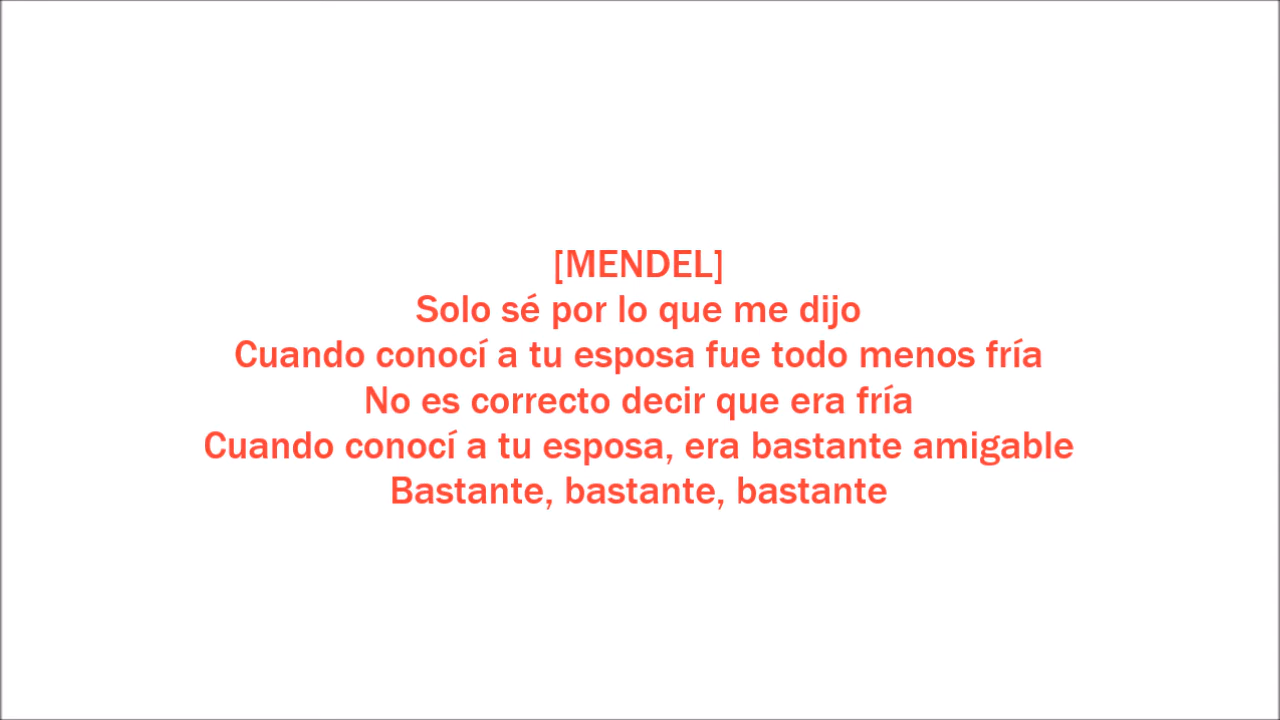 [MENDEL]
Solo sé por lo que me dijo
Cuando conocí a tu esposa fue todo menos fría
No es correcto decir que era fría
Cuando conocí a tu esposa, era bastante amigable
Bastante, bastante, bastante